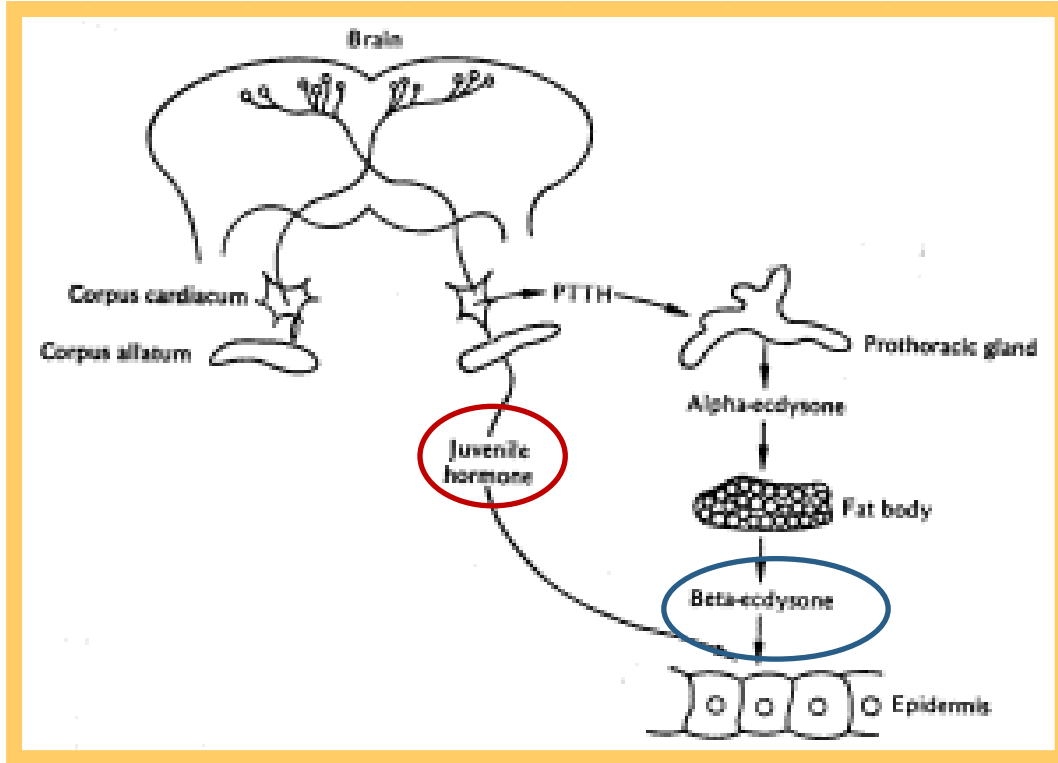 Brain
Corpus cardiacum
PTTH
Corpus allatum
Prothoracic gland
Alpha-ecdysone
Juvenile
hormone
Fat body
Beta-ecdysone
Epidermis